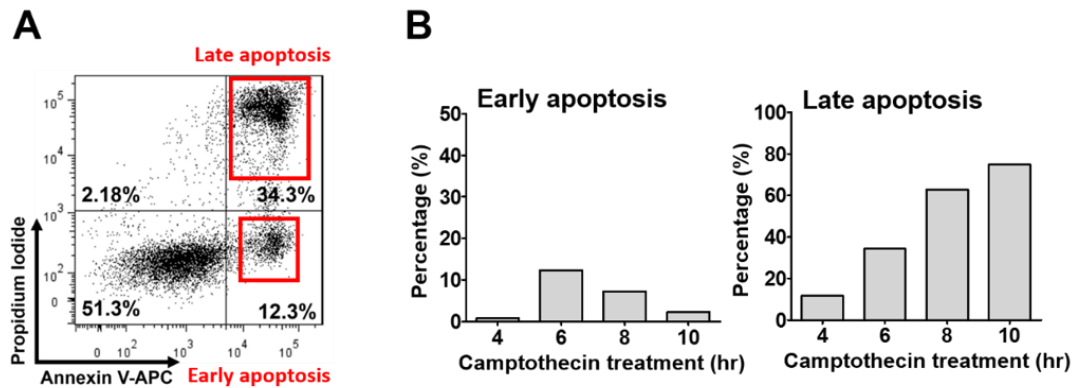 A
Late apoptosis
10^5
10^4
10^3
10^2
0
2.18%
34.3%
51.3%
12.3%
Propidium Iodide
0 10^2 10^3 10^4 10^5
Annexin V-APC
Early apoptosis
B
Early apoptosis
50
40
30
20
10
0
Percentage (%)
4 6 8 10
Camptothecin treatment (hr)
Late apoptosis
100
80
60
40
20
0
Percentage (%)
4 6 8 10
Camptothecin treatment (hr)